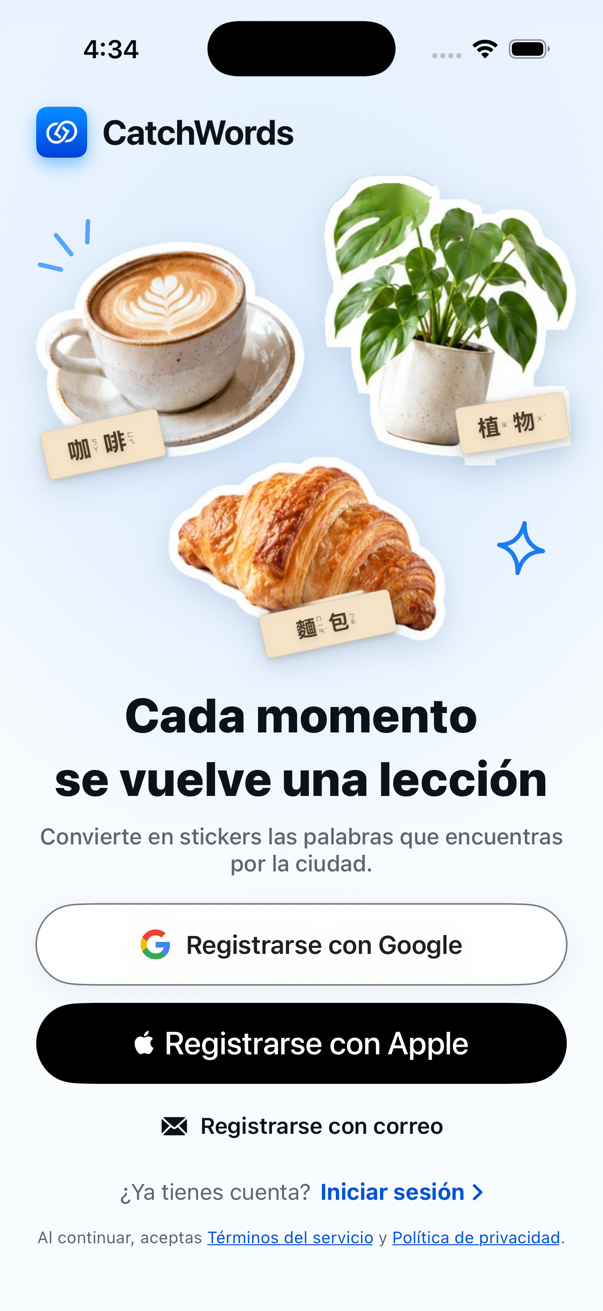 4:34
CatchWords
咖啡
植物
麵包
Cada momento
se vuelve una lección
Convierte en stickers las palabras que encuentras
por la ciudad.
Registrarse con Google
Registrarse con Apple
Registrarse con correo
¿Ya tienes cuenta? Iniciar sesión
Al continuar, aceptas Términos del servicio y Política de privacidad.